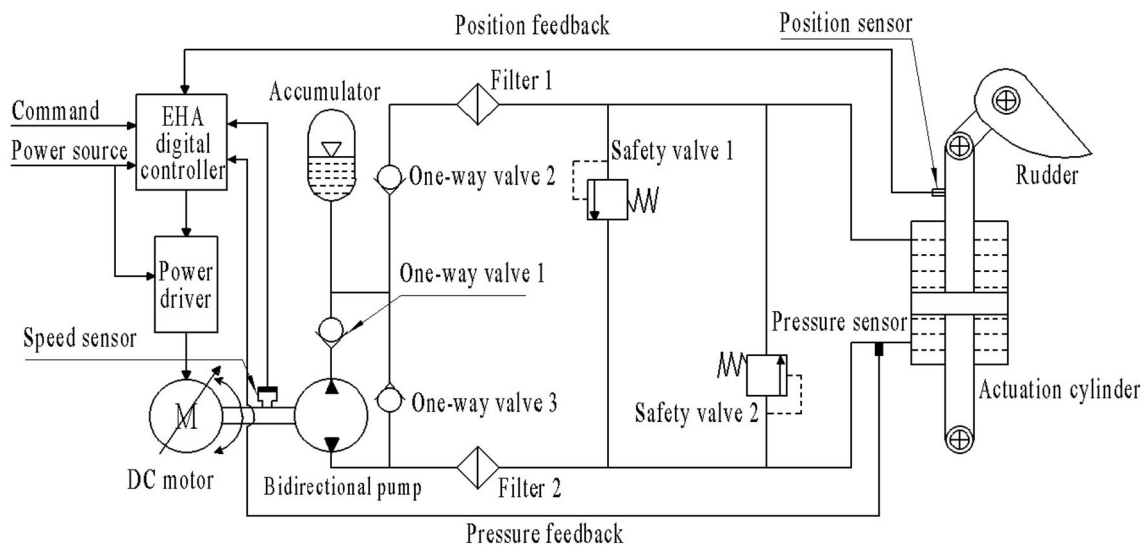 Position feedback
Position sensor
Accumulator
Filter 1
Command
Power source
EHA
digital
controller
Safety valve 1
One-way valve 2
Rudder
Power
driver
One-way valve 1
Speed sensor
Pressure sensor
M
One-way valve 3
Safety valve 2
Actuation cylinder
DC motor
Bidirectional pump
Filter 2
Pressure feedback